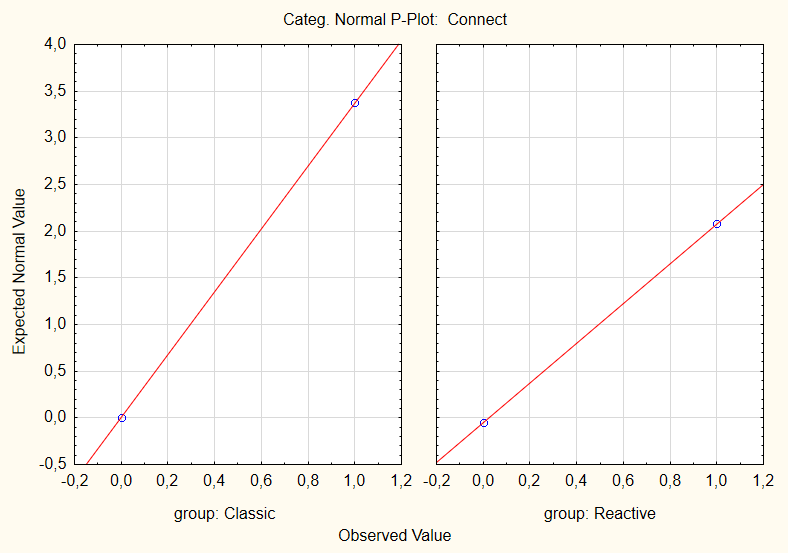 Categ. Normal P-Plot:  Connect
4,0
3,5
3,0
2,5
2,0
1,5
1,0
0,5
0,0
-0,5
Expected Normal Value
-0,2 0,0 0,2 0,4 0,6 0,8 1,0 1,2
-0,2 0,0 0,2 0,4 0,6 0,8 1,0 1,2
group: Classic
group: Reactive
Observed Value